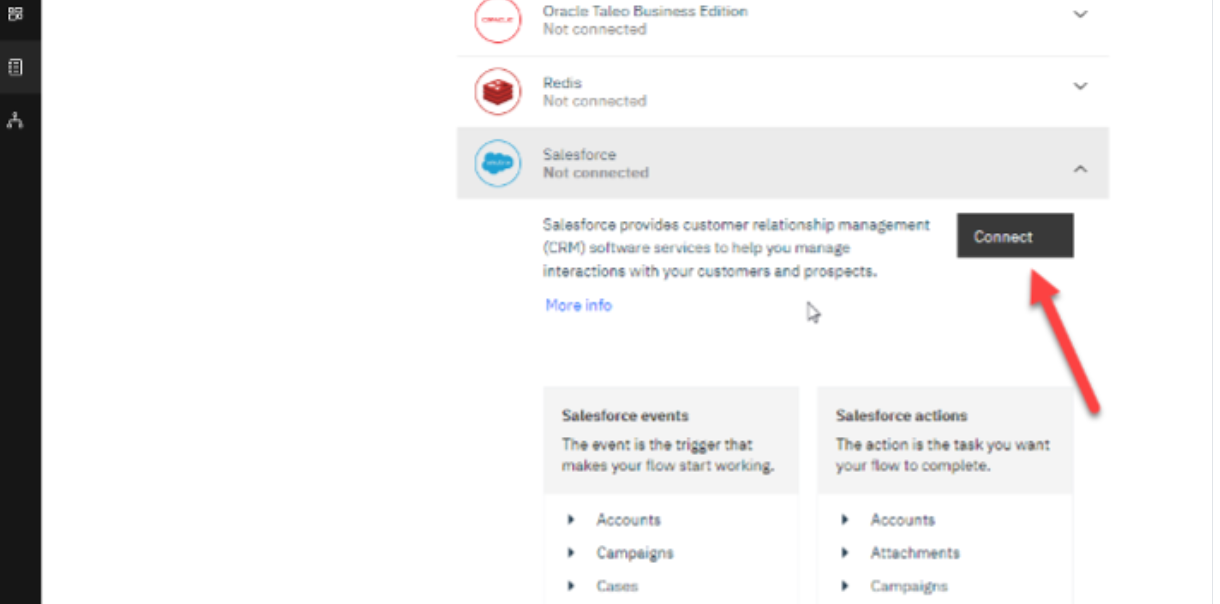 Oracle Taleo Business Edition
Not connected
Redis
Not connected
Salesforce
Not connected
Salesforce provides customer relationship management
(CRM) software services to help you manage
interactions with your customers and prospects.
Connect
More info
Salesforce events
The event is the trigger that
makes your flow start working.
Accounts
Campaigns
Cases
Salesforce actions
The action is the task you want
your flow to complete.
Accounts
Attachments
Campaigns